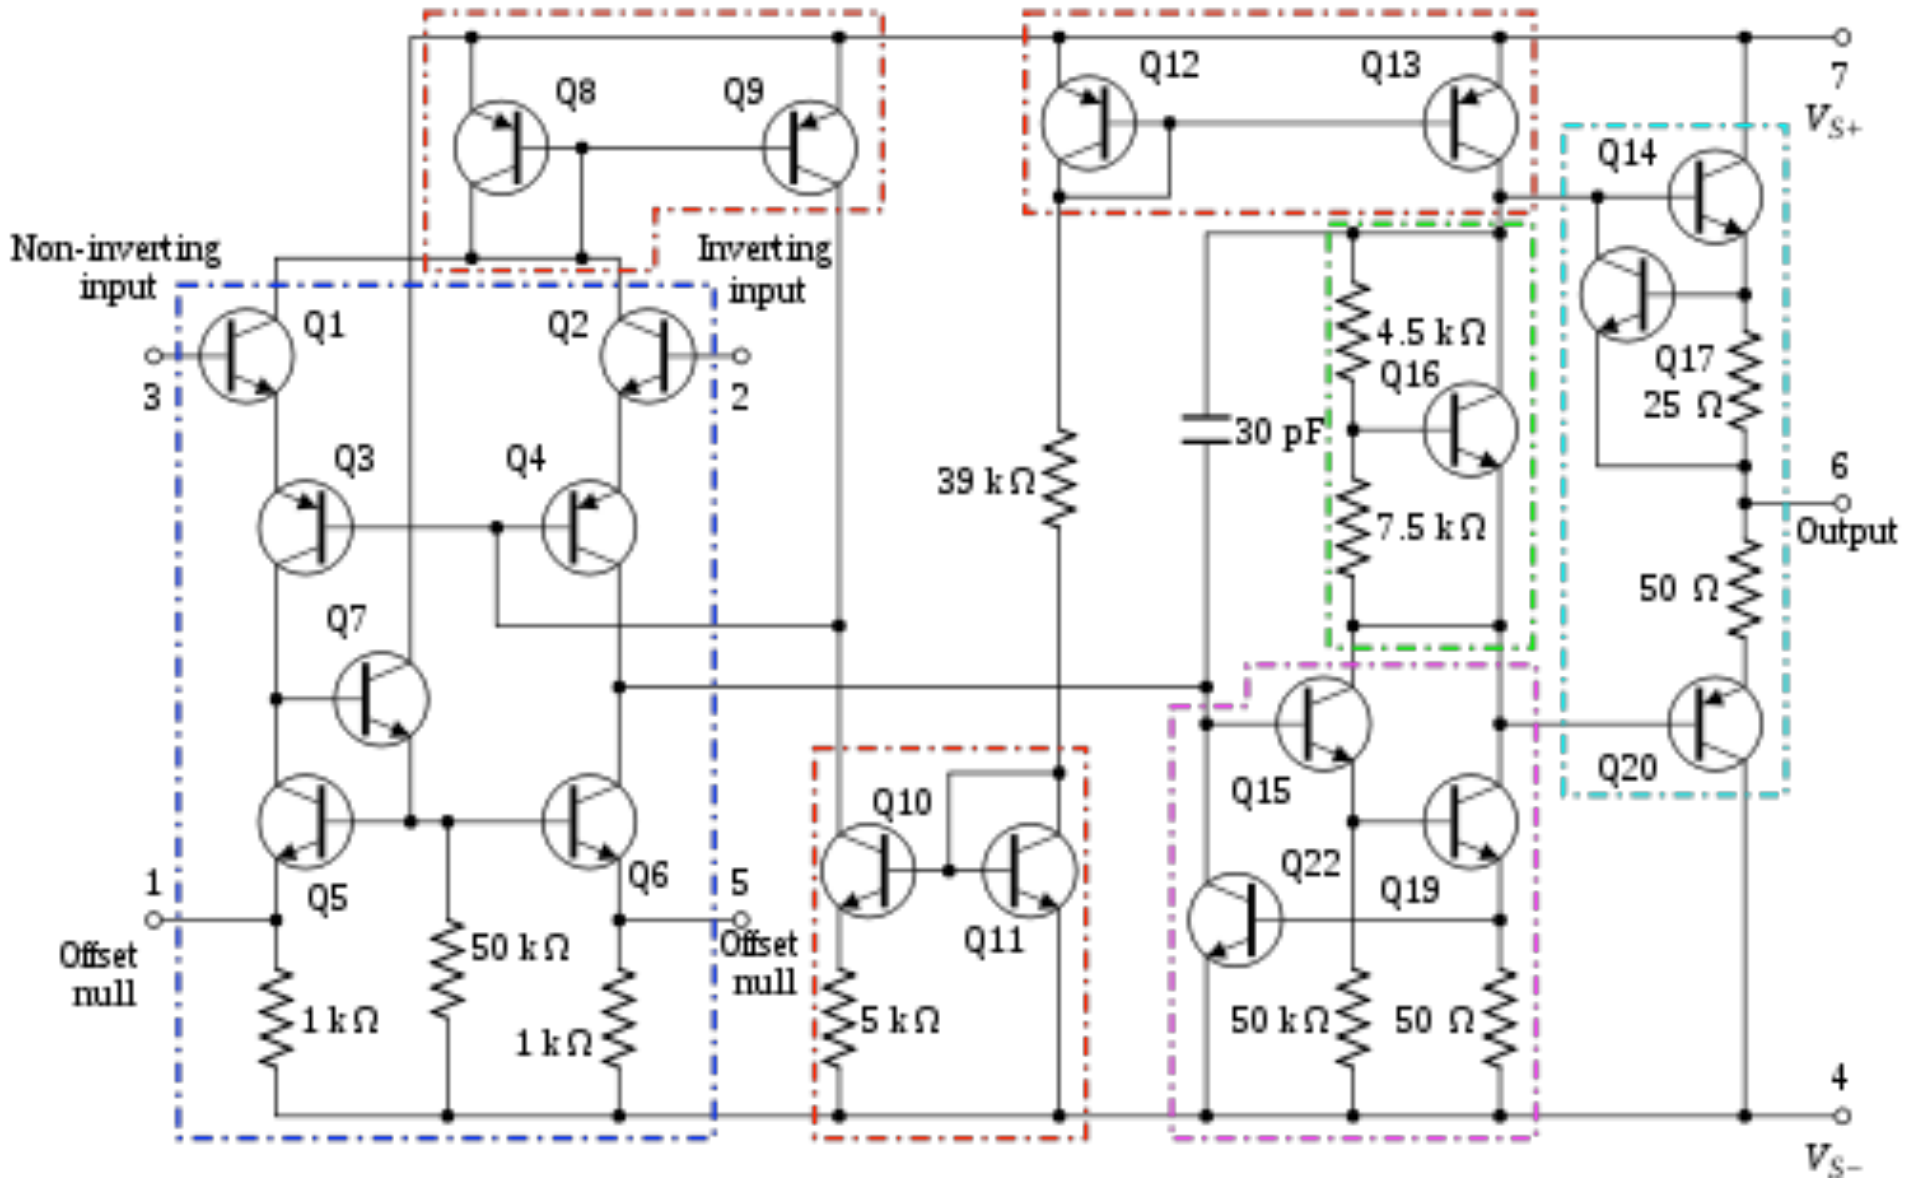 Q12
Q13
7
V_{S+}
Q8
Q9
Q14
Non-inverting
input
Inverting
input
Q1
Q2
3
2
4.5 kΩ
Q16
Q17
25 Ω
30 pF
Q3
Q4
39 kΩ
6
Output
7.5 kΩ
50 Ω
Q7
Q15
Q20
Q10
Q22
Q19
1
Q5
Q6
5
Offset
null
50 kΩ
Offset
null
Q11
1 kΩ
1 kΩ
5 kΩ
50 kΩ
50 Ω
4
V_{S−}